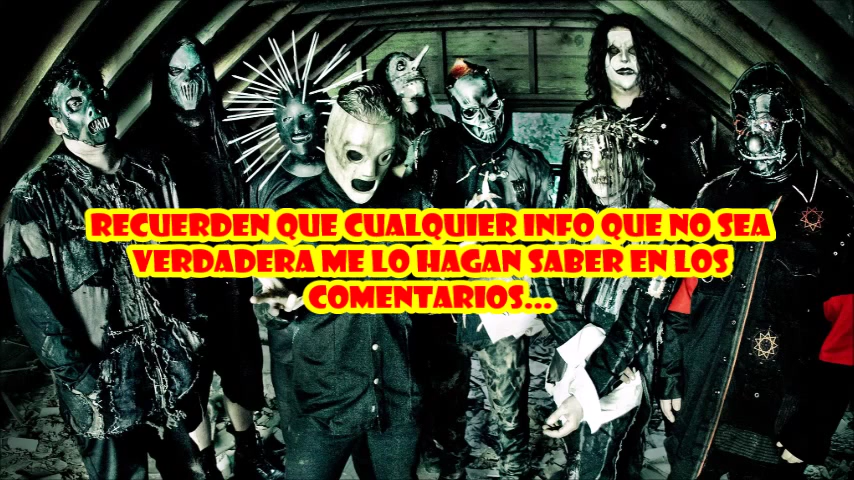 RECUERDEN QUE CUALQUIER INFO QUE NO SEA
VERDADERA ME LO HAGAN SABER EN LOS
COMENTARIOS...